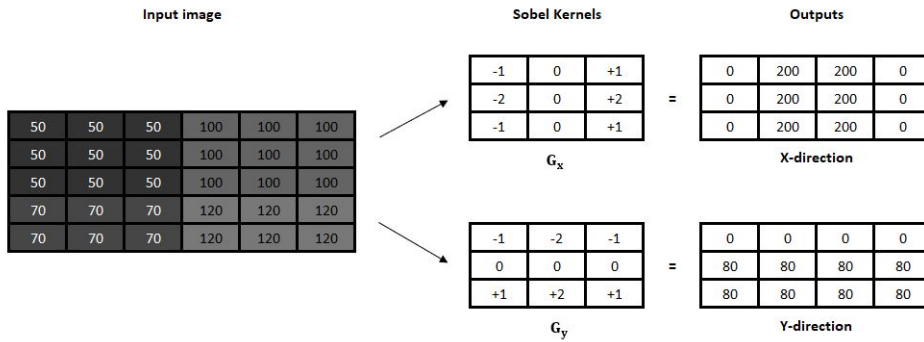 Input image
Sobel Kernels
Outputs
50 50 50 100 100 100
50 50 50 100 100 100
50 50 50 100 100 100
70 70 70 120 120 120
70 70 70 120 120 120
-1 0 +1
-2 0 +2
-1 0 +1
Gx
=
0 200 200 0
0 200 200 0
0 200 200 0
X-direction
-1 -2 -1
0 0 0
+1 +2 +1
Gy
=
0 0 0 0
80 80 80 80
80 80 80 80
Y-direction